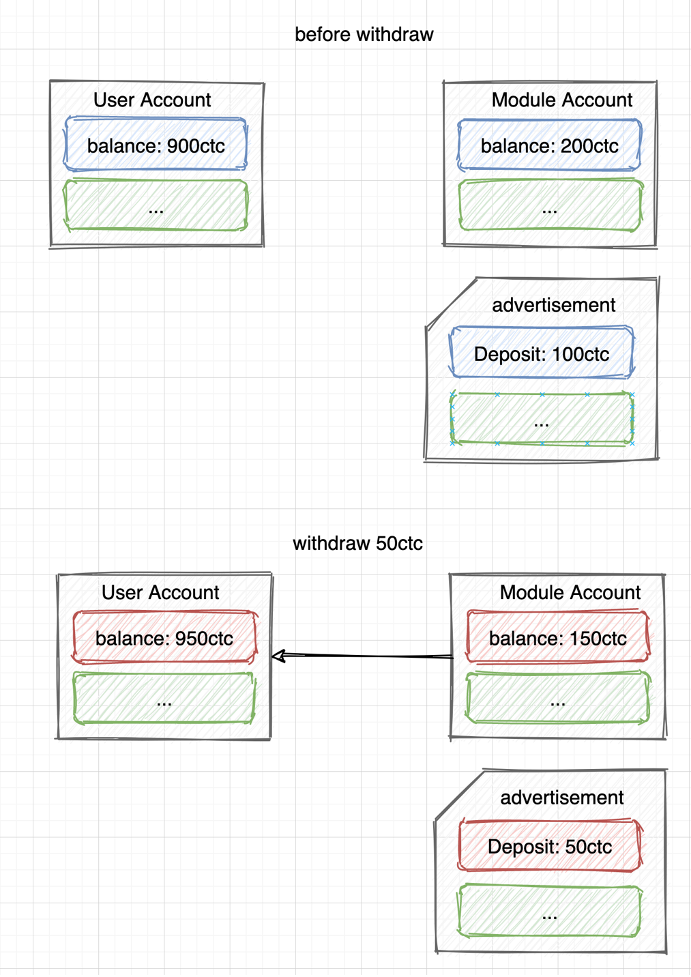 before withdraw
User Account
balance: 900ctc
...
Module Account
balance: 200ctc
...
advertisement
Deposit: 100ctc
...
withdraw 50ctc
User Account
balance: 950ctc
...
Module Account
balance: 150ctc
...
advertisement
Deposit: 50ctc
...